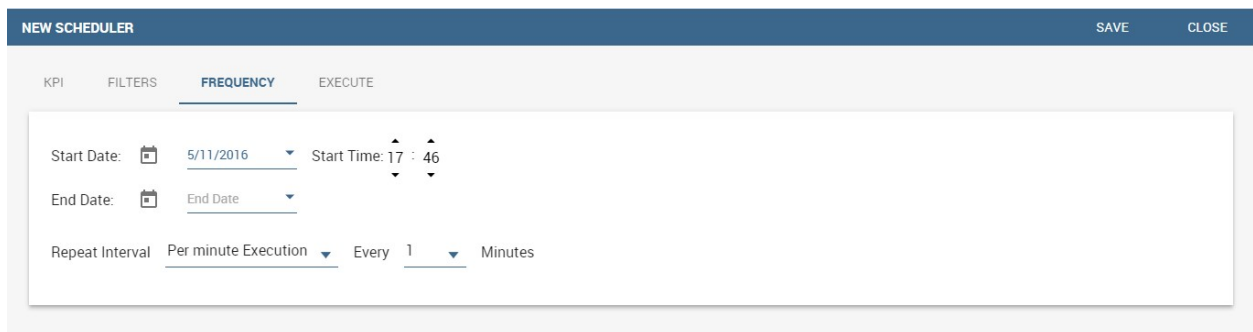 NEW SCHEDULER SAVE CLOSE
KPI FILTERS FREQUENCY EXECUTE
Start Date: 5/11/2016 Start Time: 17 : 46
End Date: End Date
Repeat Interval Per minute Execution Every 1 Minutes